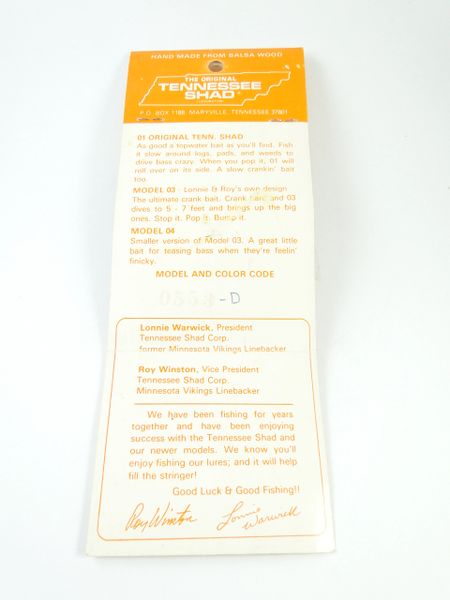 HAND MADE FROM BALSA WOOD
THE ORIGINAL
TENNESSEE
SHAD
P.O. BOX 1186 MARYVILLE, TENNESSEE 37801
01 ORIGINAL TENN. SHAD
As good a topwater bait as you'll find. Fish
it slow around logs, pads, and weeds to
drive bass crazy. When you pop it, 01 will
roll over on its side. A slow crankin' bait
too.
MODEL 03 - Lonnie & Roy's own design
The ultimate crank bait. Crank hard and 03
dives to 5 - 7 feet and brings up the big
ones. Stop it. Pop it. Bump it.
MODEL 04
Smaller version of Model 03. A great little
bait for teasing bass when they're feelin'
finicky.
MODEL AND COLOR CODE
0353-D
Lonnie Warwick, President
Tennessee Shad Corp.
former Minnesota Vikings Linebacker
Roy Winston, Vice President
Tennessee Shad Corp.
Minnesota Vikings Linebacker
We have been fishing for years
together and have been enjoying
success with the Tennessee Shad and
our newer models. We know you'll
enjoy fishing our lures; and it will help
fill the stringer!
Good Luck & Good Fishing!!
Roy Winston Lonnie Warwick